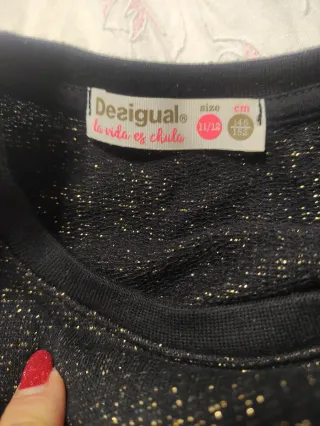 Desigual®
la vida es chula
size
11/12
cm
146
152